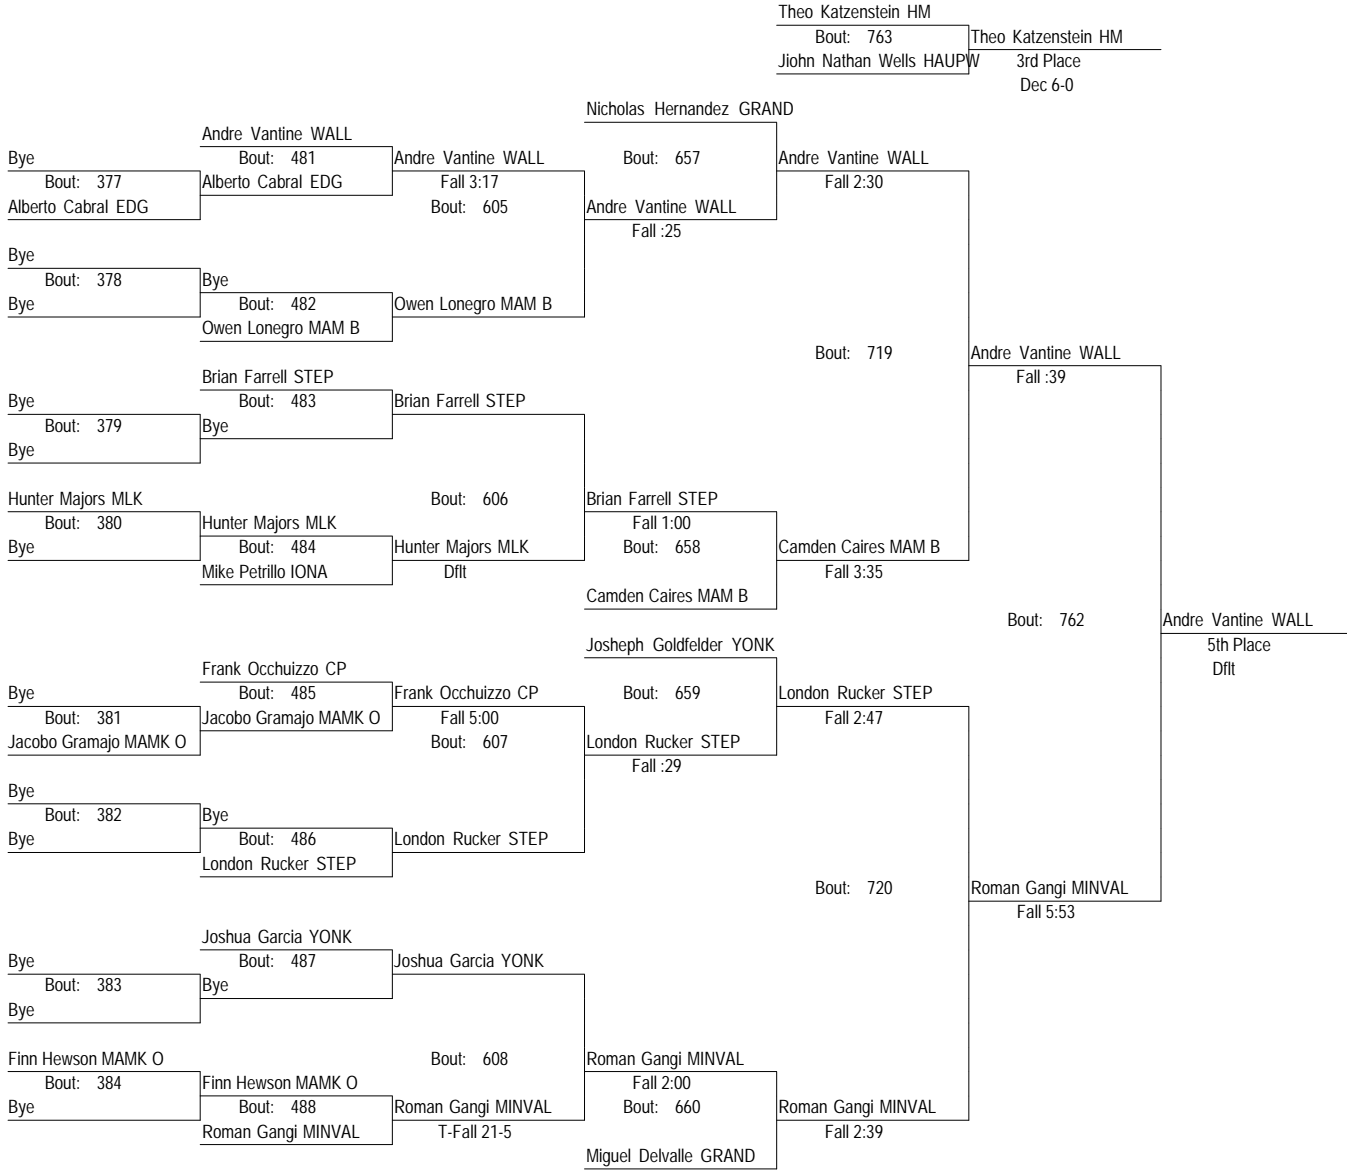 Theo Katzenstein HM
Bout: 763
Theo Katzenstein HM
Jiohn Nathan Wells HAUPW
3rd Place
Dec 6-0
Nicholas Hernandez GRAND
Andre Vantine WALL
Bye
Bout: 481
Andre Vantine WALL
Bout: 657
Andre Vantine WALL
Bout: 377
Alberto Cabral EDG
Fall 3:17
Fall 2:30
Alberto Cabral EDG
Bout: 605
Andre Vantine WALL
Fall :25
Bye
Bout: 378
Bye
Bye
Bout: 482
Owen Lonegro MAM B
Owen Lonegro MAM B
Bout: 719
Andre Vantine WALL
Fall :39
Brian Farrell STEP
Bye
Bout: 483
Brian Farrell STEP
Bout: 379
Bye
Bye
Hunter Majors MLK
Bout: 606
Brian Farrell STEP
Bout: 380
Hunter Majors MLK
Fall 1:00
Bye
Bout: 484
Hunter Majors MLK
Bout: 658
Camden Caires MAM B
Mike Petrillo IONA
Dflt
Fall 3:35
Camden Caires MAM B
Bout: 762
Andre Vantine WALL
5th Place
Dflt
Josheph Goldfelder YONK
Frank Occhuizzo CP
Bye
Bout: 485
Frank Occhuizzo CP
Bout: 659
London Rucker STEP
Bout: 381
Jacobo Gramajo MAMK O
Fall 5:00
Fall 2:47
Jacobo Gramajo MAMK O
Bout: 607
London Rucker STEP
Fall :29
Bye
Bout: 382
Bye
Bye
Bout: 486
London Rucker STEP
London Rucker STEP
Bout: 720
Roman Gangi MINVAL
Fall 5:53
Joshua Garcia YONK
Bye
Bout: 487
Joshua Garcia YONK
Bout: 383
Bye
Bye
Finn Hewson MAMK O
Bout: 608
Roman Gangi MINVAL
Bout: 384
Finn Hewson MAMK O
Fall 2:00
Bye
Bout: 488
Roman Gangi MINVAL
Bout: 660
Roman Gangi MINVAL
Roman Gangi MINVAL
T-Fall 21-5
Fall 2:39
Miguel Delvalle GRAND